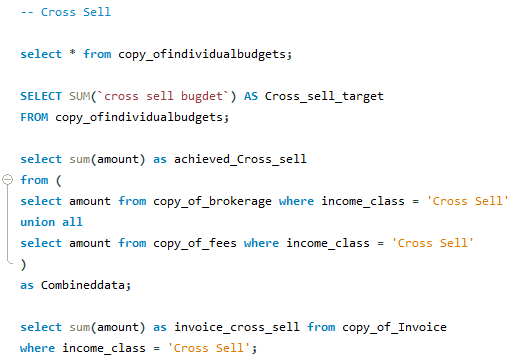 -- Cross Sell
select * from copy_ofindividualbudgets;
SELECT SUM(`cross sell bugdet`) AS Cross_sell_target
FROM copy_ofindividualbudgets;
select sum(amount) as achieved_Cross_sell
from (
select amount from copy_of_brokerage where income_class = 'Cross Sell'
union all
select amount from copy_of_fees where income_class = 'Cross Sell'
)
as Combineddata;
select sum(amount) as invoice_cross_sell from copy_of_Invoice
where income_class = 'Cross Sell';